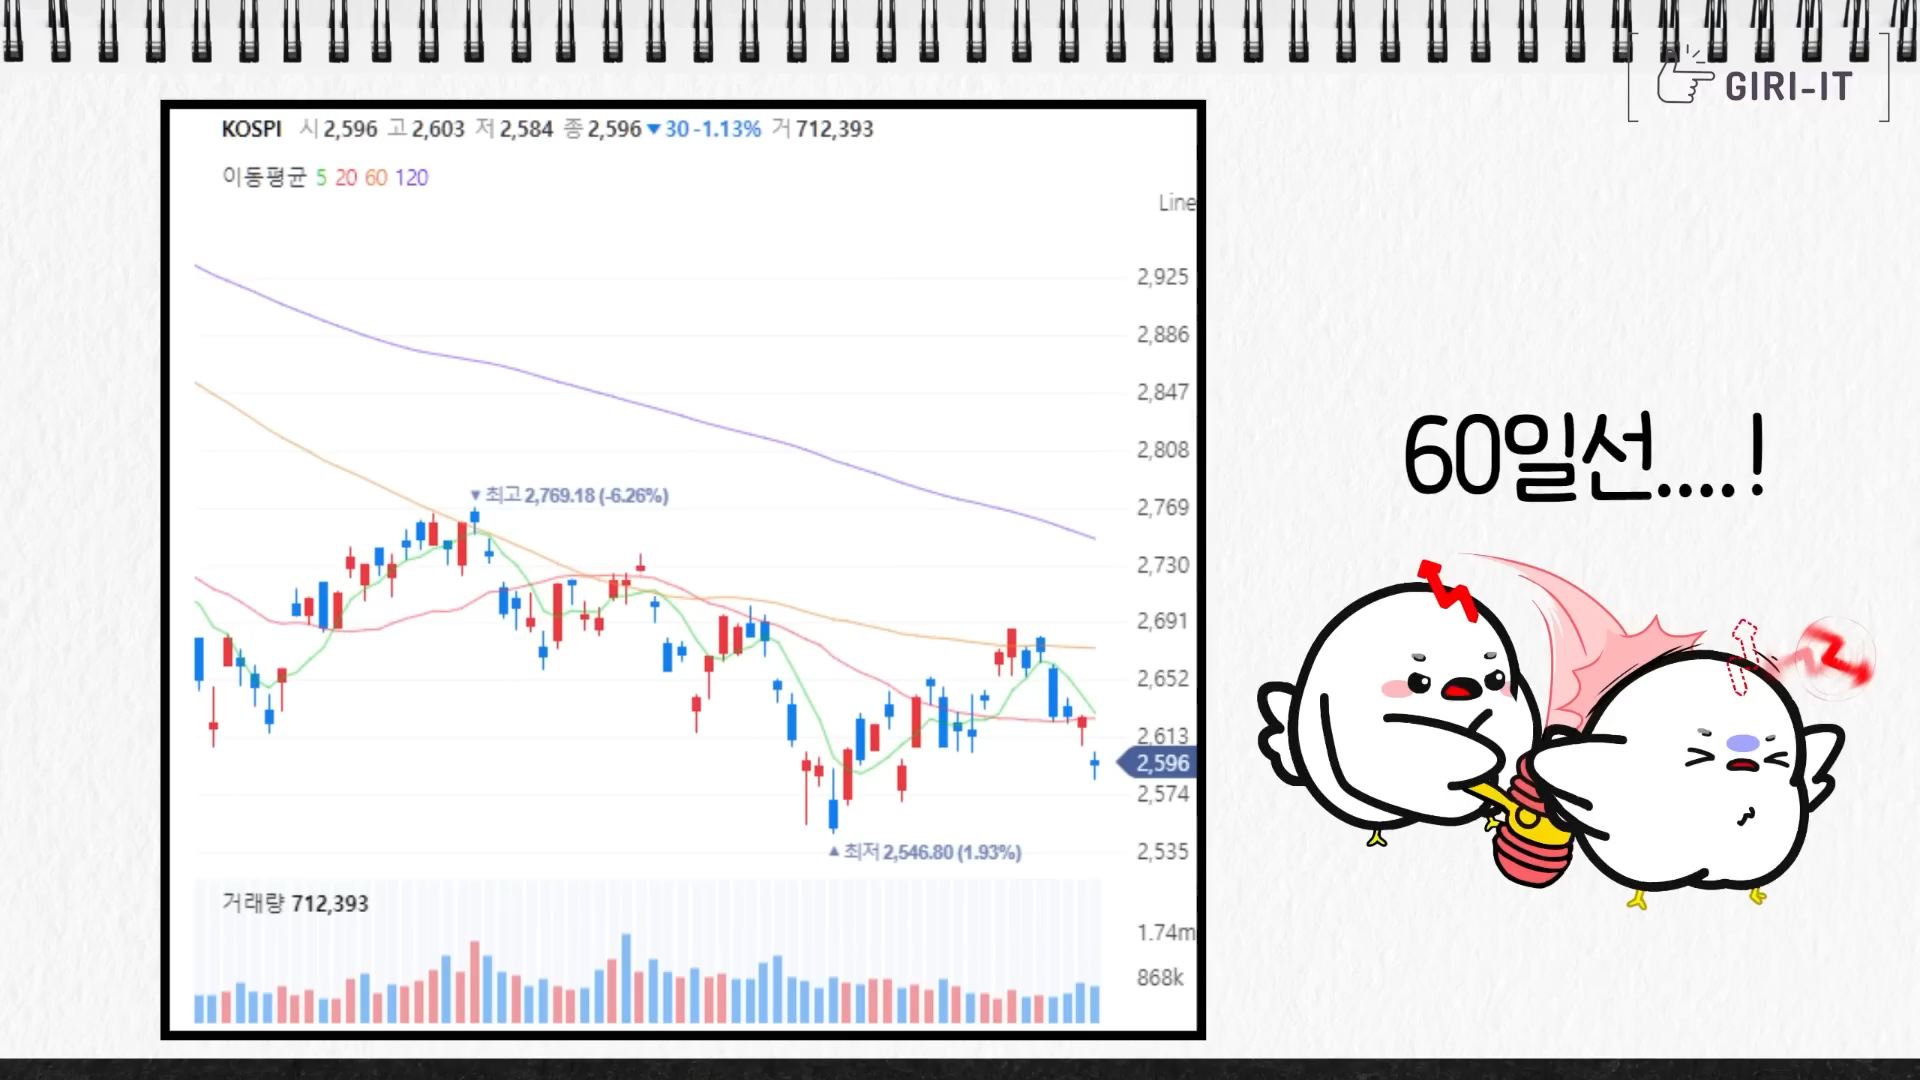 GIRI-IT
KOSPI 시 2,596 고 2,603 저 2,584 종 2,596 ▼30 -1.13% 거 712,393
이동평균 5 20 60 120
Line
2,925
2,886
2,847
2,808
▼최고 2,769.18 (-6.26%)
2,769
2,730
2,691
2,652
2,613
2,596
2,574
▲최저 2,546.80 (1.93%)
2,535
거래량 712,393
1.74m
868k
60일선....!